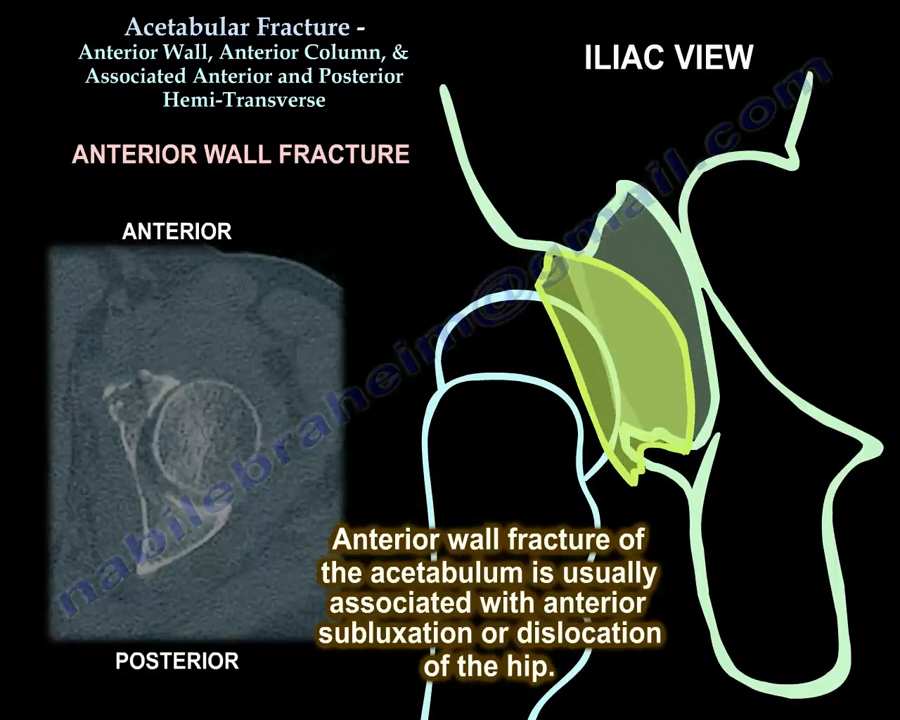 Acetabular Fracture -
Anterior Wall, Anterior Column, &
Associated Anterior and Posterior
Hemi-Transverse
ILIAC VIEW
ANTERIOR WALL FRACTURE
ANTERIOR
nabilebraheim@gmail.com
Anterior wall fracture of
the acetabulum is usually
associated with anterior
subluxation or dislocation
of the hip.
POSTERIOR